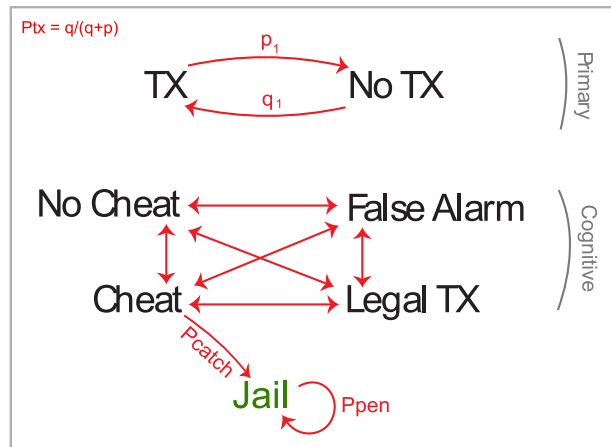 Ptx = q/(q+p)
p1
TX
No TX
q1
Primary
No Cheat
False Alarm
Cheat
Legal TX
Cognitive
Pcatch
Jail
Ppen